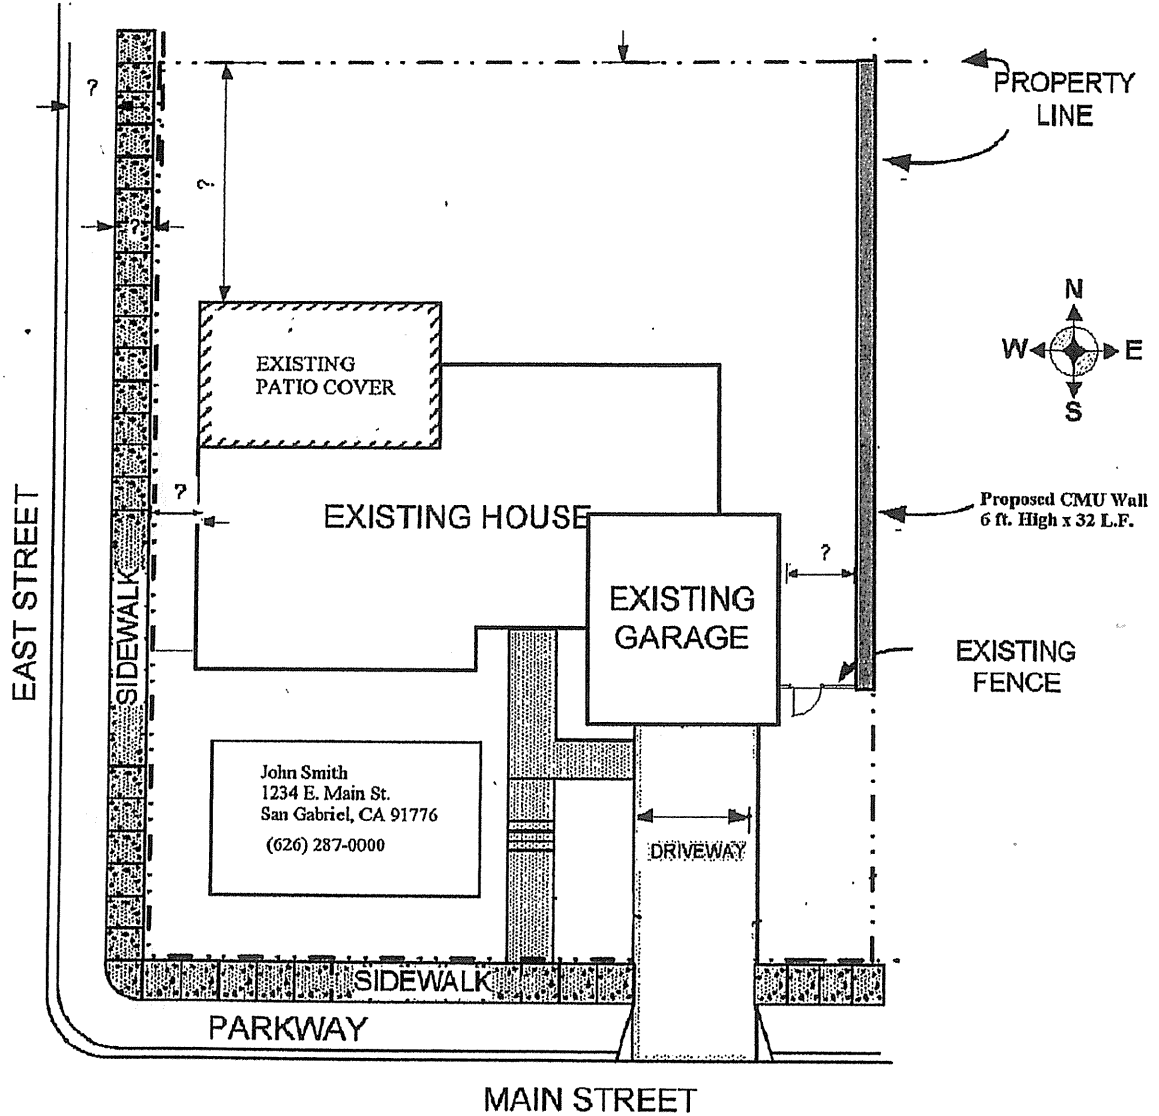 ?
PROPERTY
LINE
?
?
N
W E
S
EXISTING
PATIO COVER
?
EXISTING HOUSE
Proposed CMU Wall
6 ft. High x 32 L.F.
?
EXISTING
GARAGE
EAST STREET
SIDEWALK
EXISTING
FENCE
John Smith
1234 E. Main St.
San Gabriel, CA 91776
(626) 287-0000
DRIVEWAY
SIDEWALK
PARKWAY
MAIN STREET